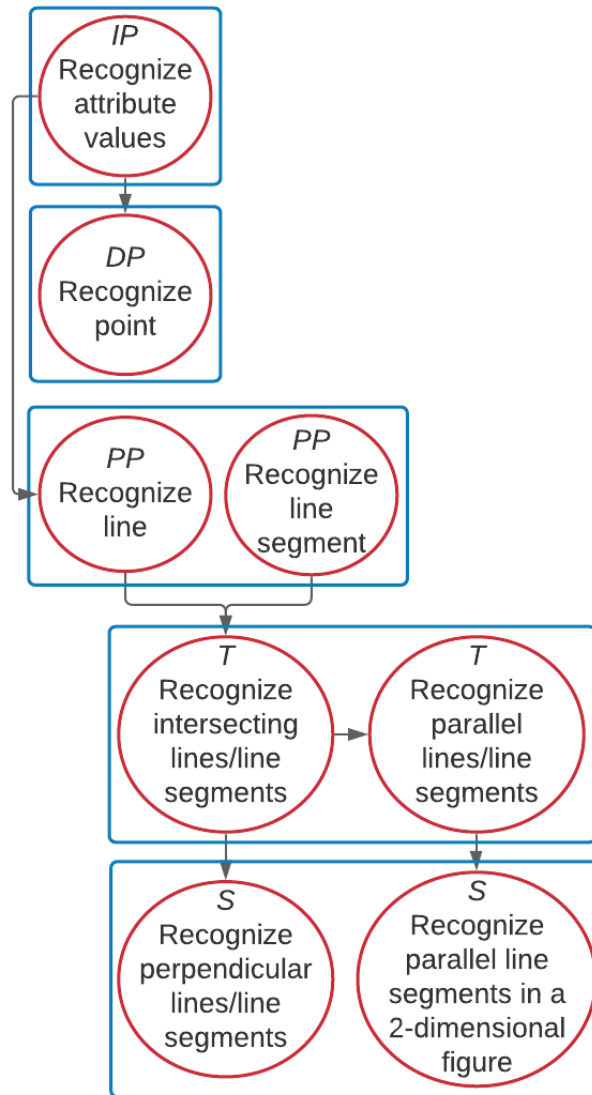 IP
Recognize
attribute
values
DP
Recognize
point
PP
Recognize
line
PP
Recognize
line
segment
T
Recognize
intersecting
lines/line
segments
T
Recognize
parallel
lines/line
segments
S
Recognize
perpendicular
lines/line
segments
S
Recognize
parallel line
segments in a
2-dimensional
figure